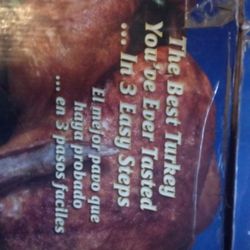 The Best Turkey
You've Ever Tasted
... In 3 Easy Steps
El mejor pavo que
haya probado
... en 3 pasos fáciles